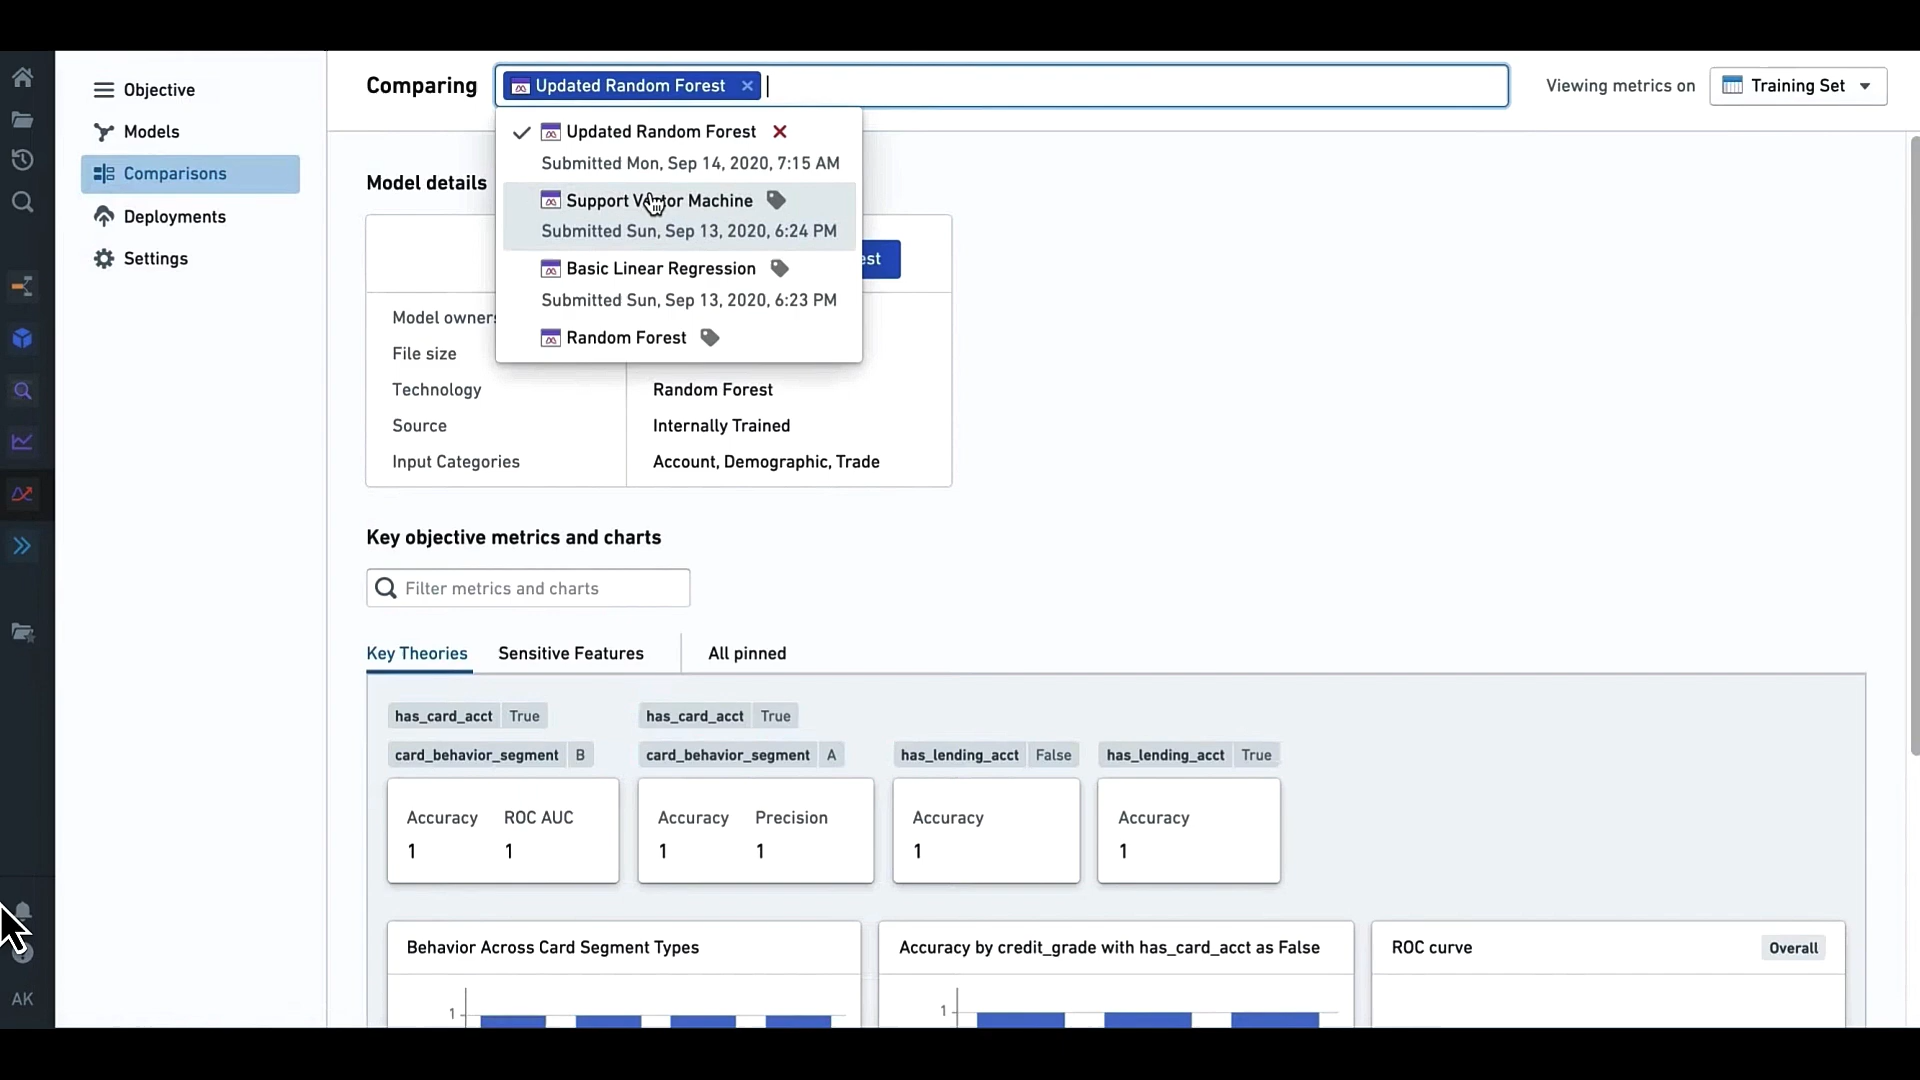 Objective
Models
Comparisons
Deployments
Settings
AK
Comparing
Updated Random Forest
Viewing metrics on
Training Set
Updated Random Forest
Submitted Mon, Sep 14, 2020, 7:15 AM
Support Vector Machine
Submitted Sun, Sep 13, 2020, 6:24 PM
Basic Linear Regression
Submitted Sun, Sep 13, 2020, 6:23 PM
Random Forest
Model details
est
Model owner
File size
Technology Random Forest
Source Internally Trained
Input Categories Account, Demographic, Trade
Key objective metrics and charts
Filter metrics and charts
Key Theories Sensitive Features All pinned
has_card_acct True
card_behavior_segment B
Accuracy ROC AUC
1 1
has_card_acct True
card_behavior_segment A
Accuracy Precision
1 1
has_lending_acct False
Accuracy
1
has_lending_acct True
Accuracy
1
Behavior Across Card Segment Types
1
Accuracy by credit_grade with has_card_acct as False
1
ROC curve Overall